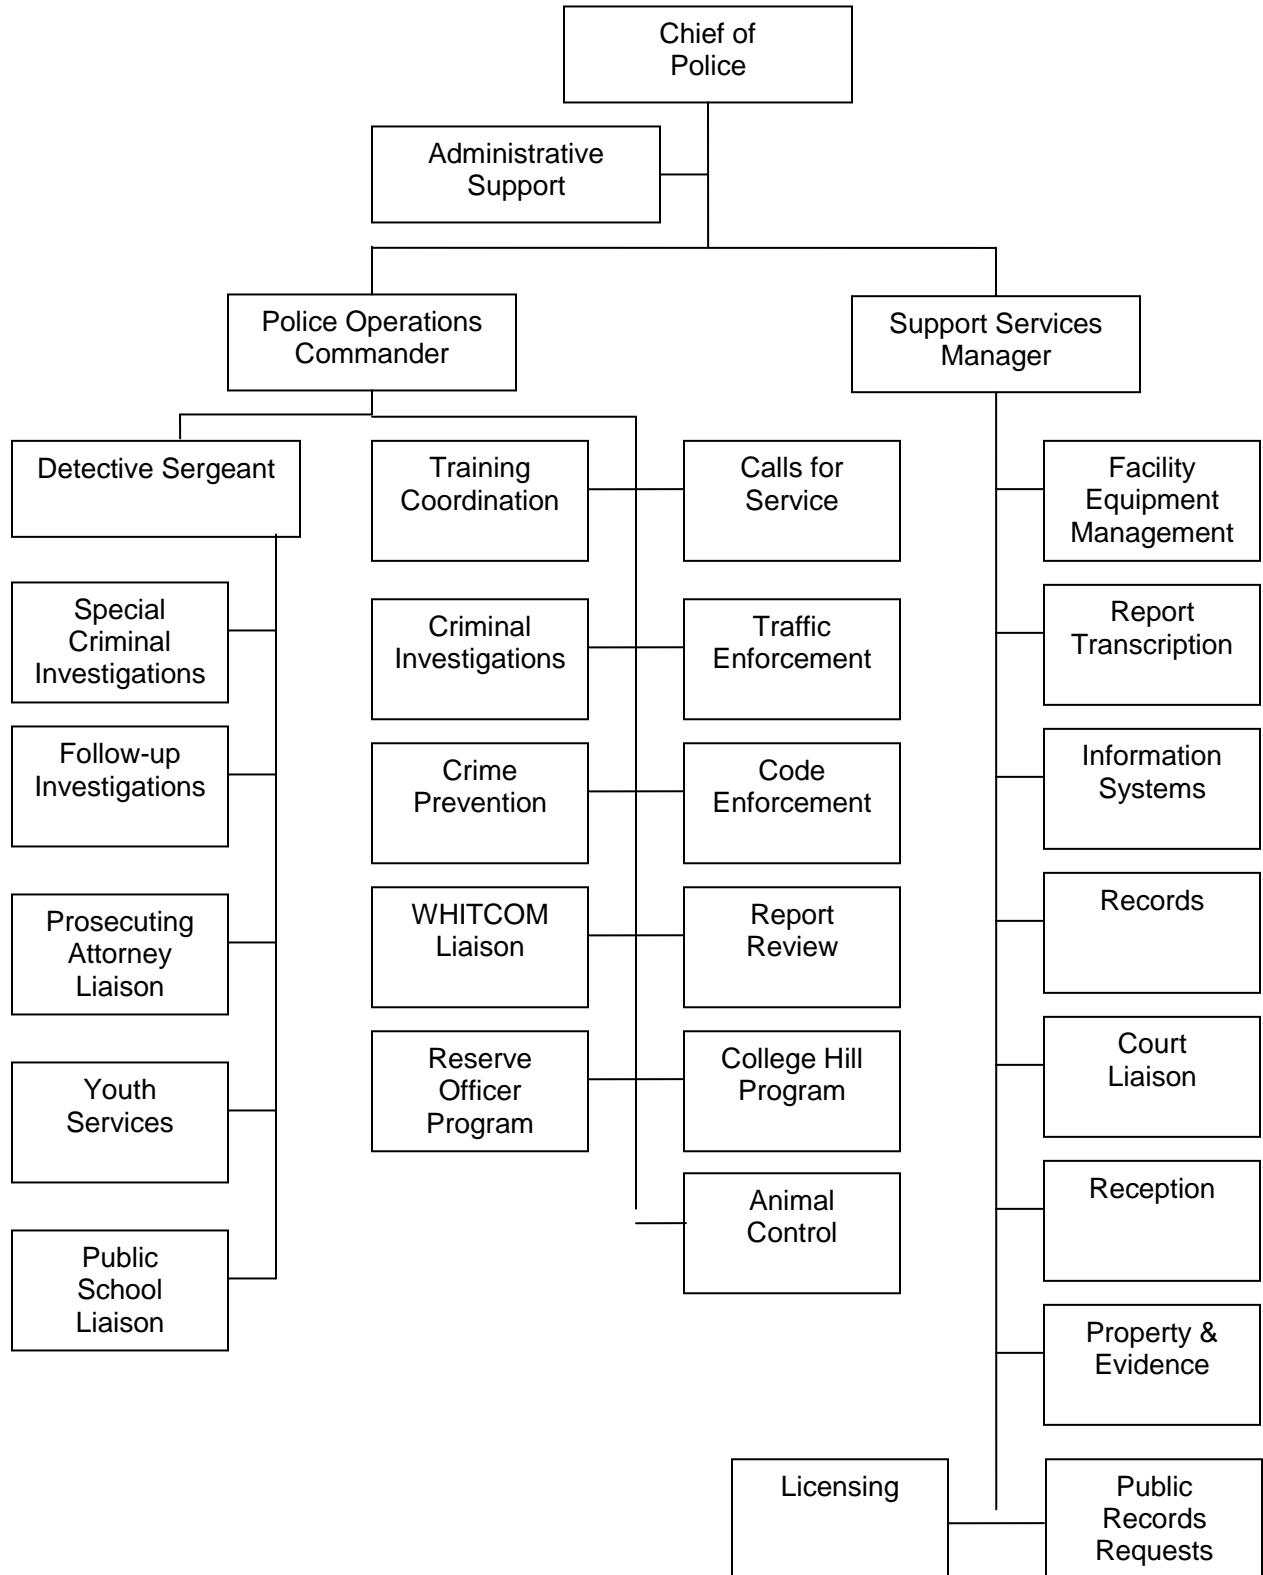 Chief of
Police
Administrative
Support
Police Operations
Commander
Support Services
Manager
Detective Sergeant
Training
Coordination
Calls for
Service
Facility
Equipment
Management
Special
Criminal
Investigations
Criminal
Investigations
Traffic
Enforcement
Report
Transcription
Follow-up
Investigations
Crime
Prevention
Code
Enforcement
Information
Systems
Prosecuting
Attorney
Liaison
WHITCOM
Liaison
Report
Review
Records
Youth
Services
Reserve
Officer
Program
College Hill
Program
Court
Liaison
Public
School
Liaison
Animal
Control
Reception
Property &
Evidence
Licensing
Public
Records
Requests